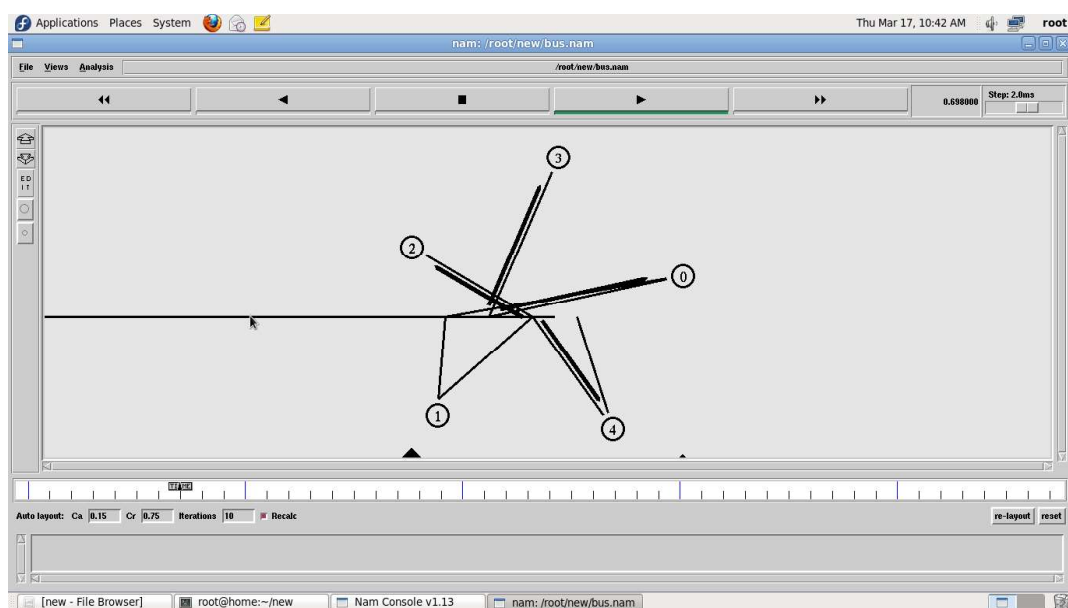 Applications Places System Thu Mar 17, 10:42 AM root
nam: /root/new/bus.nam
File Views Analysis /root/new/bus.nam
0.698000 Step: 2.0ms
3
ED
IT
2
0
1
4
TIME
Auto layout: Ca 0.15 Cr 0.75 Iterations 10 Recalc re-layout reset
[new - File Browser] root@home:~/new Nam Console v1.13 nam: /root/new/bus.nam